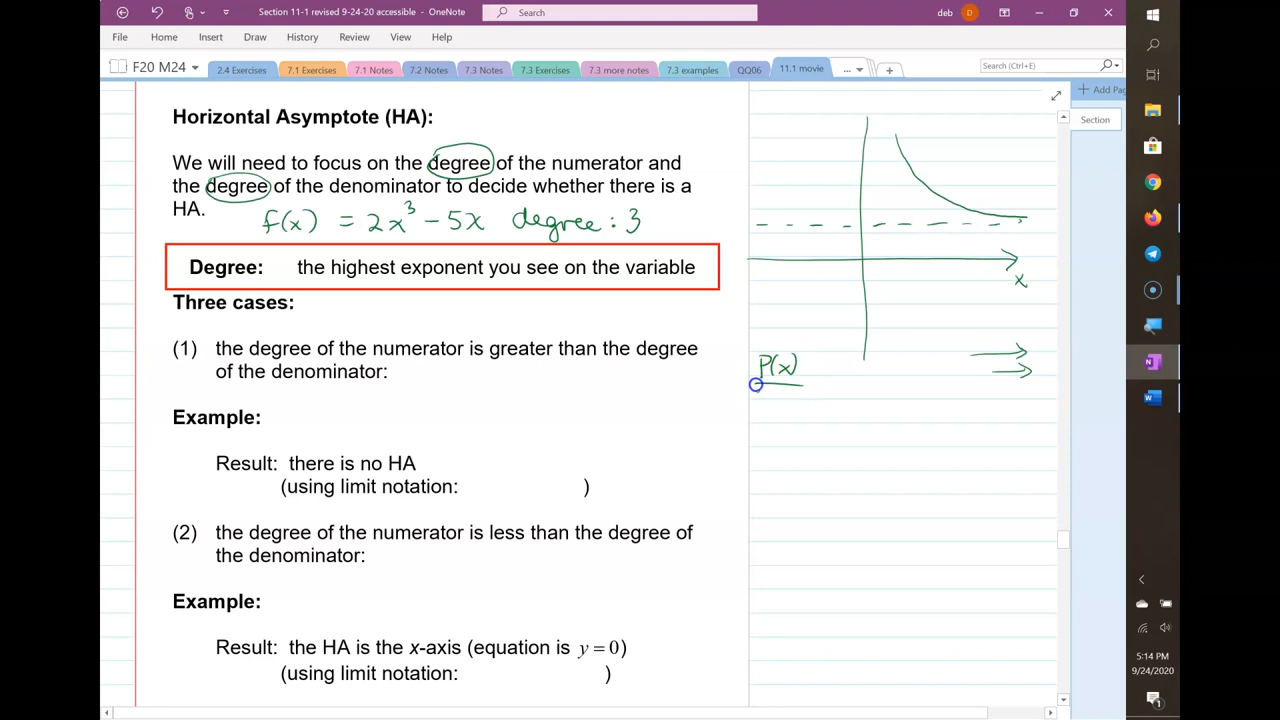 Section 11-1 revised 9-24-20 accessible - OneNote
Search
deb
D
File Home Insert Draw History Review View Help
F20 M24
2.4 Exercises 7.1 Exercises 7.1 Notes 7.2 Notes 7.3 Notes 7.3 Exercises 7.3 more notes 7.3 examples QQ06 11.1 movie ...
Search (Ctrl+E)
Add Pag
Section
Horizontal Asymptote (HA):
We will need to focus on the degree of the numerator and
the degree of the denominator to decide whether there is a
HA.
f(x) = 2x³ - 5x degree: 3
Degree: the highest exponent you see on the variable
Three cases:
(1) the degree of the numerator is greater than the degree
of the denominator:
Example:
Result: there is no HA
(using limit notation: )
(2) the degree of the numerator is less than the degree of
the denominator:
Example:
Result: the HA is the x-axis (equation is y = 0)
(using limit notation: )
x
P(x)
5:14 PM
9/24/2020
1